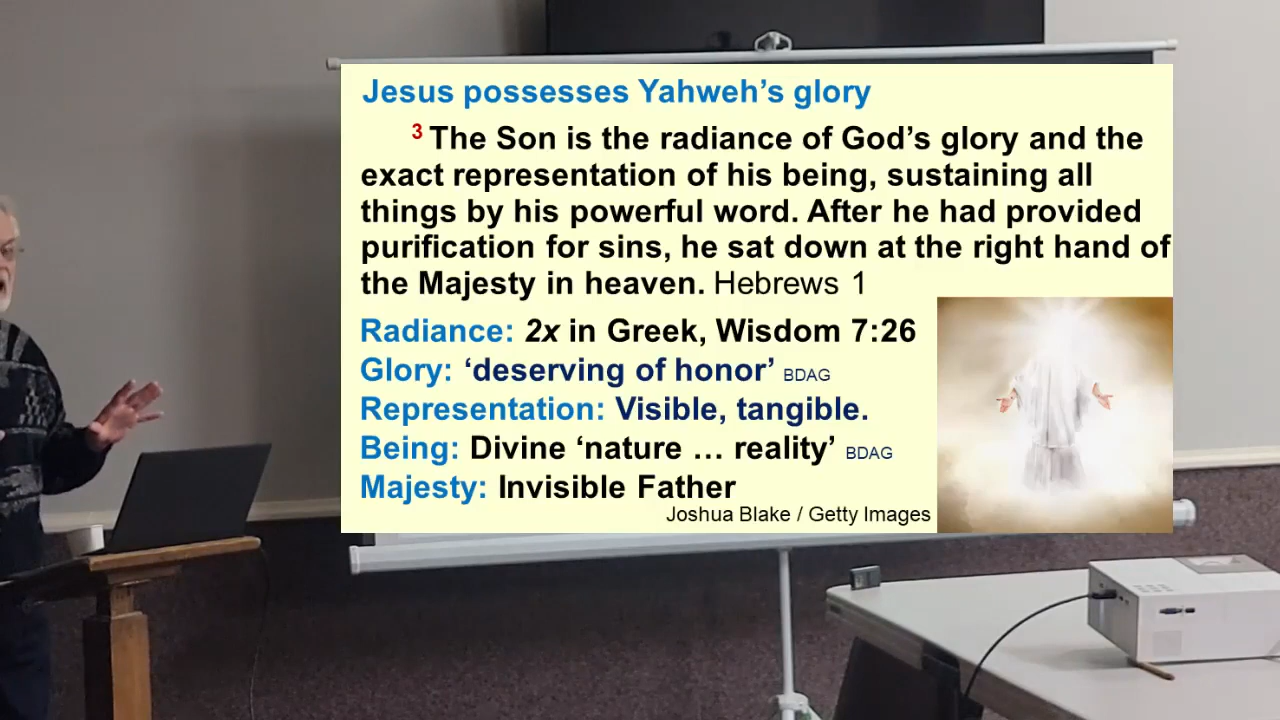 Jesus possesses Yahweh’s glory
3 The Son is the radiance of God’s glory and the
exact representation of his being, sustaining all
things by his powerful word. After he had provided
purification for sins, he sat down at the right hand of
the Majesty in heaven. Hebrews 1
Radiance: 2x in Greek, Wisdom 7:26
Glory: ‘deserving of honor’ BDAG
Representation: Visible, tangible.
Being: Divine ‘nature … reality’ BDAG
Majesty: Invisible Father
Joshua Blake / Getty Images